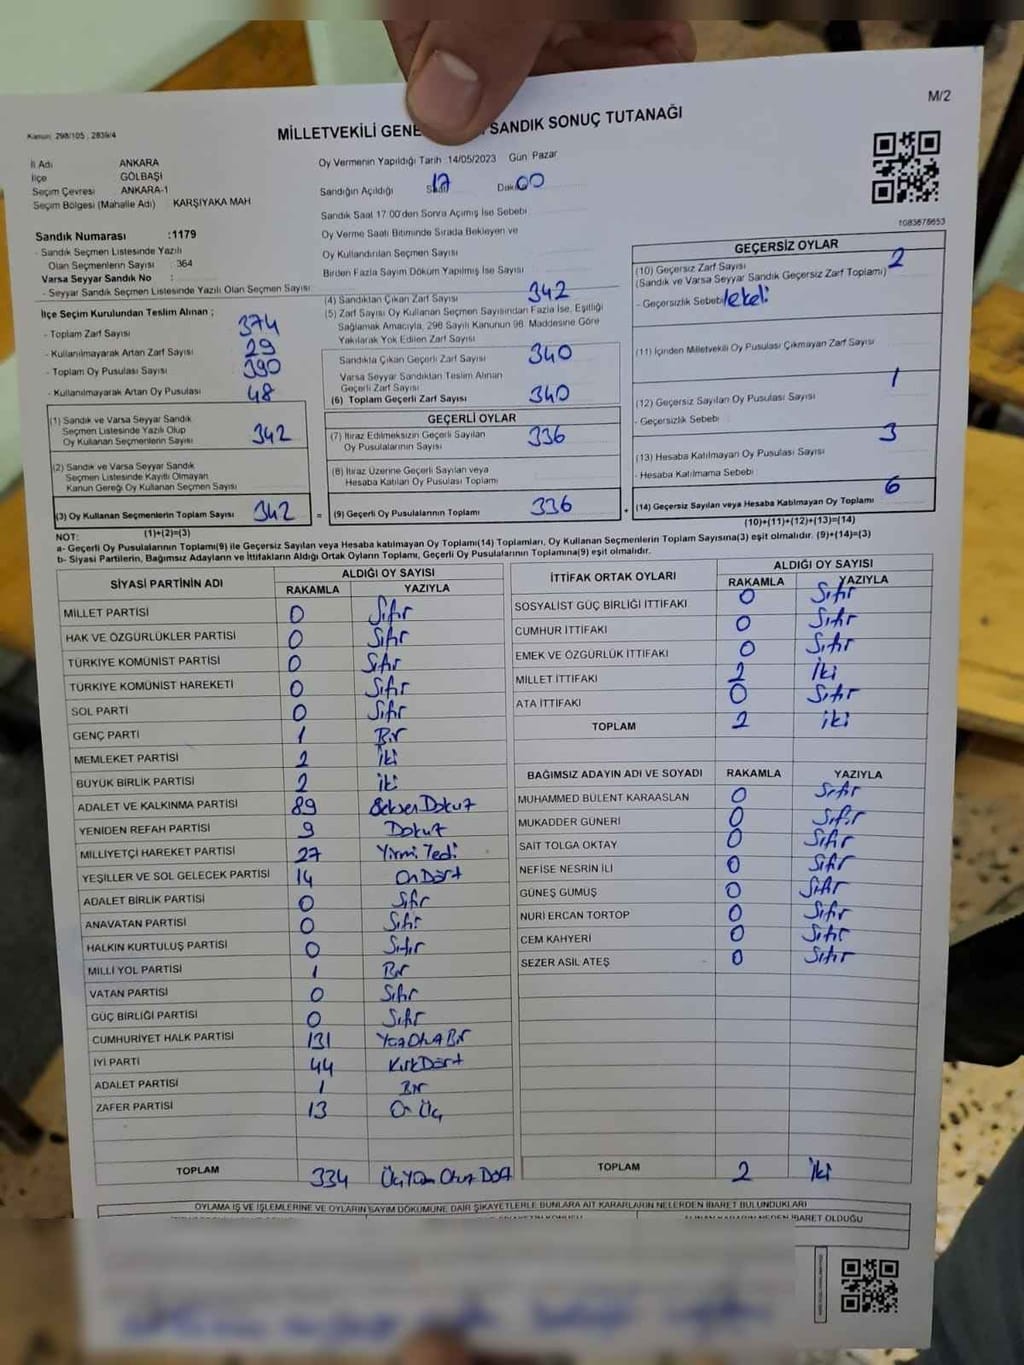 M/2
Kanun: 298/105 ; 2839/4
MİLLETVEKİLİ GENE SANDIK SONUÇ TUTANAĞI
İl Adı ANKARA
İlçe GÖLBAŞI
Seçim Çevresi ANKARA-1
Seçim Bölgesi (Mahalle Adı) KARŞIYAKA MAH
Sandık Numarası :1179
- Sandık Seçmen Listesinde Yazılı
Olan Seçmenlerin Sayısı : 364
Varsa Seyyar Sandık No :
- Seyyar Sandık Seçmen Listesinde Yazılı Olan Seçmen Sayısı:
İlçe Seçim Kurulundan Teslim Alınan ;
- Toplam Zarf Sayısı 374
- Kullanılmayarak Artan Zarf Sayısı 29
- Toplam Oy Pusulası Sayısı 390
- Kullanılmayarak Artan Oy Pusulası 48
(1) Sandık ve Varsa Seyyar Sandık
Seçmen Listesinde Yazılı Olup
Oy Kullanan Seçmenlerin Sayısı 342
(2) Sandık ve Varsa Seyyar Sandık
Seçmen Listesinde Kayıtlı Olmayan
Kanun Gereği Oy Kullanan Seçmen Sayısı
(3) Oy Kullanan Seçmenlerin Toplam Sayısı 342 =
(1)+(2)=(3)
Oy Vermenin Yapıldığı Tarih :14/05/2023 Gün: Pazar
Sandığın Açıldığı 17 00
Sandık Saat 17:00'den Sonra Açımış İse Sebebi
Oy Verme Saati Bitiminde Sırada Bekleyen ve
Oy Kullandırılan Seçmen Sayısı
Birden Fazla Sayım Döküm Yapılmış İse Sayısı
(4) Sandıktan Çıkan Zarf Sayısı 342
(5) Zarf Sayısı Oy Kullanan Seçmen Sayısından Fazla İse, Eşitliği
Sağlamak Amacıyla, 298 Sayılı Kanunun 98. Maddesine Göre
Yakılarak Yok Edilen Zarf Sayısı
Sandıkta Çıkan Geçerli Zarf Sayısı 340
Varsa Seyyar Sandıktan Teslim Alınan
Geçerli Zarf Sayısı
(6) Toplam Geçerli Zarf Sayısı 340
GEÇERLİ OYLAR
(7) İtiraz Edilmeksizin Geçerli Sayılan
Oy Pusulalarının Sayısı 336
(8) İtiraz Üzerine Geçerli Sayılan veya
Hesaba Katılan Oy Pusulası Toplamı
(9) Geçerli Oy Pusulalarının Toplamı 336 +
1083678653
GEÇERSİZ OYLAR
(10) Geçersiz Zarf Sayısı 2
(Sandık ve Varsa Seyyar Sandık Geçersiz Zarf Toplamı)
- Geçersizlik Sebebi lekeli
(11) İçinden Milletvekili Oy Pusulası Çıkmayan Zarf Sayısı
1
(12) Geçersiz Sayılan Oy Pusulası Sayısı
- Geçersizlik Sebebi
3
(13) Hesaba Katılmayan Oy Pusulası Sayısı
- Hesaba Katılmama Sebebi
(14) Geçersiz Sayılan veya Hesaba Katılmayan Oy Toplamı 6
(10)+(11)+(12)+(13)=(14)
NOT:
a- Geçerli Oy Pusulalarının Toplamı(9) ile Geçersiz Sayılan veya Hesaba katılmayan Oy Toplamı(14) Toplamları, Oy Kullanan Seçmenlerin Toplam Sayısına(3) eşit olmalıdır. (9)+(14)=(3)
b- Siyasi Partilerin, Bağımsız Adayların ve İttifakların Aldığı Ortak Oyların Toplamı, Geçerli Oy Pusulalarının Toplamına(9) eşit olmalıdır.
SİYASİ PARTİNİN ADI ALDIĞI OY SAYISI
RAKAMLA YAZIYLA
MİLLET PARTİSİ 0 Sıfır
HAK VE ÖZGÜRLÜKLER PARTİSİ 0 Sıfır
TÜRKİYE KOMÜNİST PARTİSİ 0 Sıfır
TÜRKİYE KOMÜNİST HAREKETİ 0 Sıfır
SOL PARTİ 0 Sıfır
GENÇ PARTİ 1 Bir
MEMLEKET PARTİSİ 2 iki
BÜYÜK BİRLİK PARTİSİ 2 iki
ADALET VE KALKINMA PARTİSİ 89 Seksen Dokuz
YENİDEN REFAH PARTİSİ 9 Dokuz
MİLLİYETÇİ HAREKET PARTİSİ 27 Yirmi Yedi
YEŞİLLER VE SOL GELECEK PARTİSİ 14 On Dört
ADALET BİRLİK PARTİSİ 0 Sıfır
ANAVATAN PARTİSİ 0 Sıfır
HALKIN KURTULUŞ PARTİSİ 0 Sıfır
MİLLİ YOL PARTİSİ 1 Bir
VATAN PARTİSİ 0 Sıfır
GÜÇ BİRLİĞİ PARTİSİ 0 Sıfır
CUMHURİYET HALK PARTİSİ 131 Yüz Otuz Bir
İYİ PARTİ 44 Kırk Dört
ADALET PARTİSİ 1 Bir
ZAFER PARTİSİ 13 On Üç
TOPLAM 334 Üç Yüz Otuz Dört
İTTİFAK ORTAK OYLARI ALDIĞI OY SAYISI
RAKAMLA YAZIYLA
SOSYALİST GÜÇ BİRLİĞİ İTTİFAKI 0 Sıfır
CUMHUR İTTİFAKI 0 Sıfır
EMEK VE ÖZGÜRLÜK İTTİFAKI 0 Sıfır
MİLLET İTTİFAKI 2 iki
ATA İTTİFAKI 0 Sıfır
TOPLAM 2 iki
BAĞIMSIZ ADAYIN ADI VE SOYADI RAKAMLA YAZIYLA
MUHAMMED BÜLENT KARAASLAN 0 Sıfır
MUKADDER GÜNERİ 0 Sıfır
SAİT TOLGA OKTAY 0 Sıfır
NEFİSE NESRİN İLİ 0 Sıfır
GÜNEŞ GÜMÜŞ 0 Sıfır
NURİ ERCAN TORTOP 0 Sıfır
CEM KAHYERİ 0 Sıfır
SEZER ASİL ATEŞ 0 Sıfır
TOPLAM 2 iki
OYLAMA İŞ VE İŞLEMLERİNE VE OYLARIN SAYIM DÖKÜMÜNE DAİR ŞİKAYETLERLE BUNLARA AİT KARARLARIN NELERDEN İBARET BULUNDUKLARI